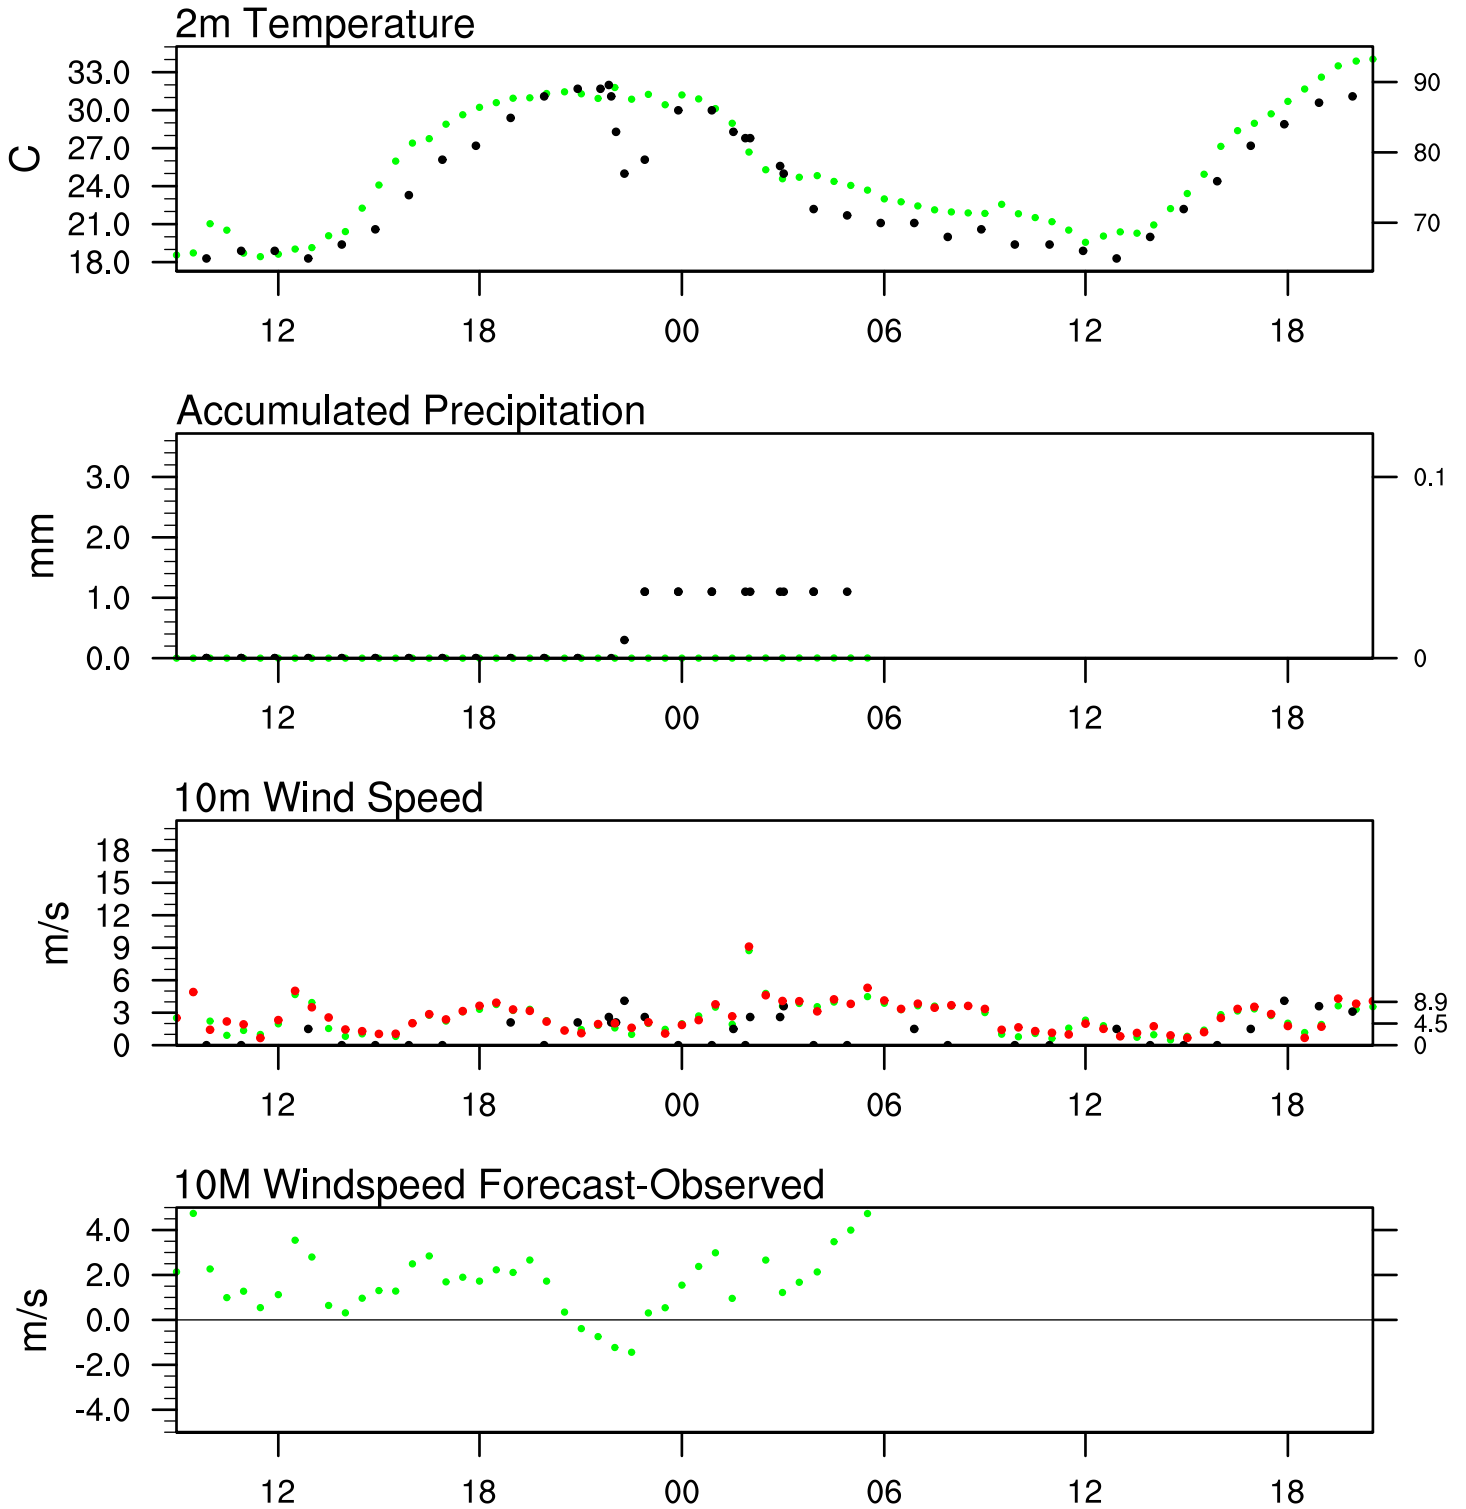 2m Temperature
33.0
30.0
27.0
24.0
21.0
18.0
C
90
80
70
12 18 00 06 12 18
Accumulated Precipitation
3.0
2.0
1.0
0.0
mm
0.1
0
12 18 00 06 12 18
10m Wind Speed
18
15
12
9
6
3
0
m/s
8.9
4.5
0
12 18 00 06 12 18
10M Windspeed Forecast-Observed
4.0
2.0
0.0
-2.0
-4.0
m/s
12 18 00 06 12 18